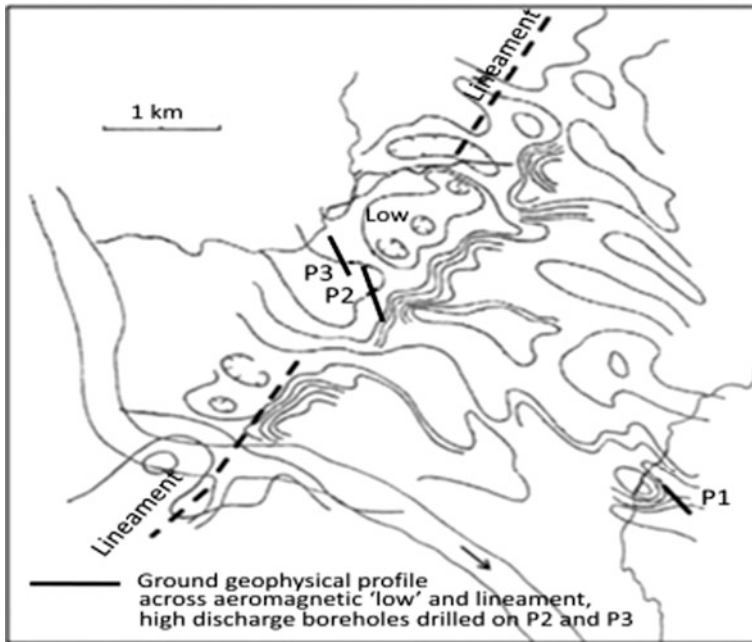 Lineament
1 km
Low
P3
P2
P1
Lineament
Ground geophysical profile
across aeromagnetic 'low' and lineament,
high discharge boreholes drilled on P2 and P3